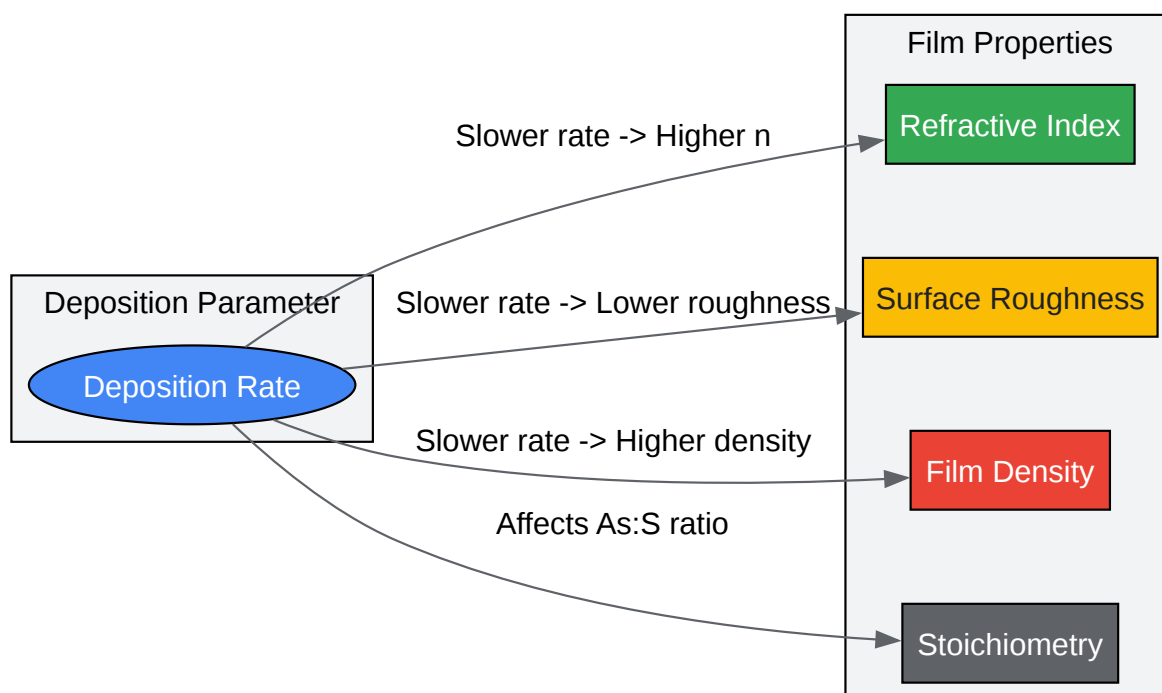 Film Properties
Refractive Index
Slower rate -> Higher n
Surface Roughness
Deposition Parameter
Slower rate -> Lower roughness
Deposition Rate
Slower rate -> Higher density
Film Density
Affects As:S ratio
Stoichiometry